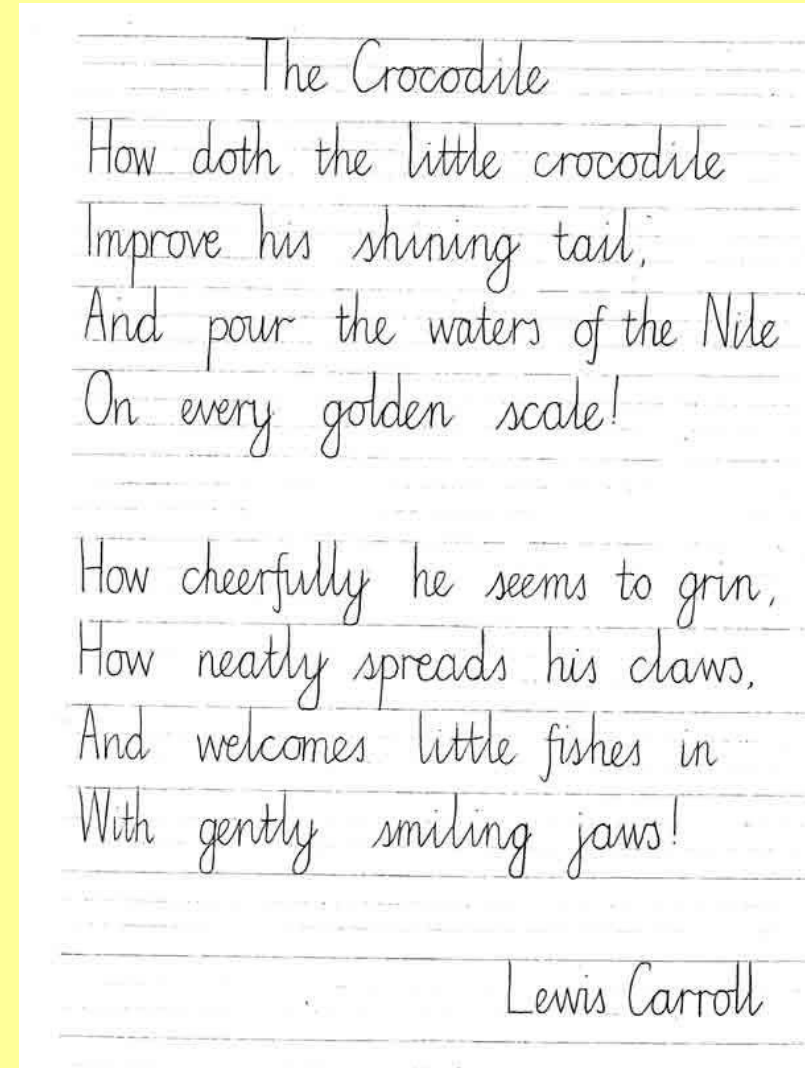 The Crocodile
How doth the little crocodile
Improve his shining tail,
And pour the waters of the Nile
On every golden scale!
How cheerfully he seems to grin,
How neatly spreads his claws,
And welcomes little fishes in
With gently smiling jaws!
Lewis Carroll